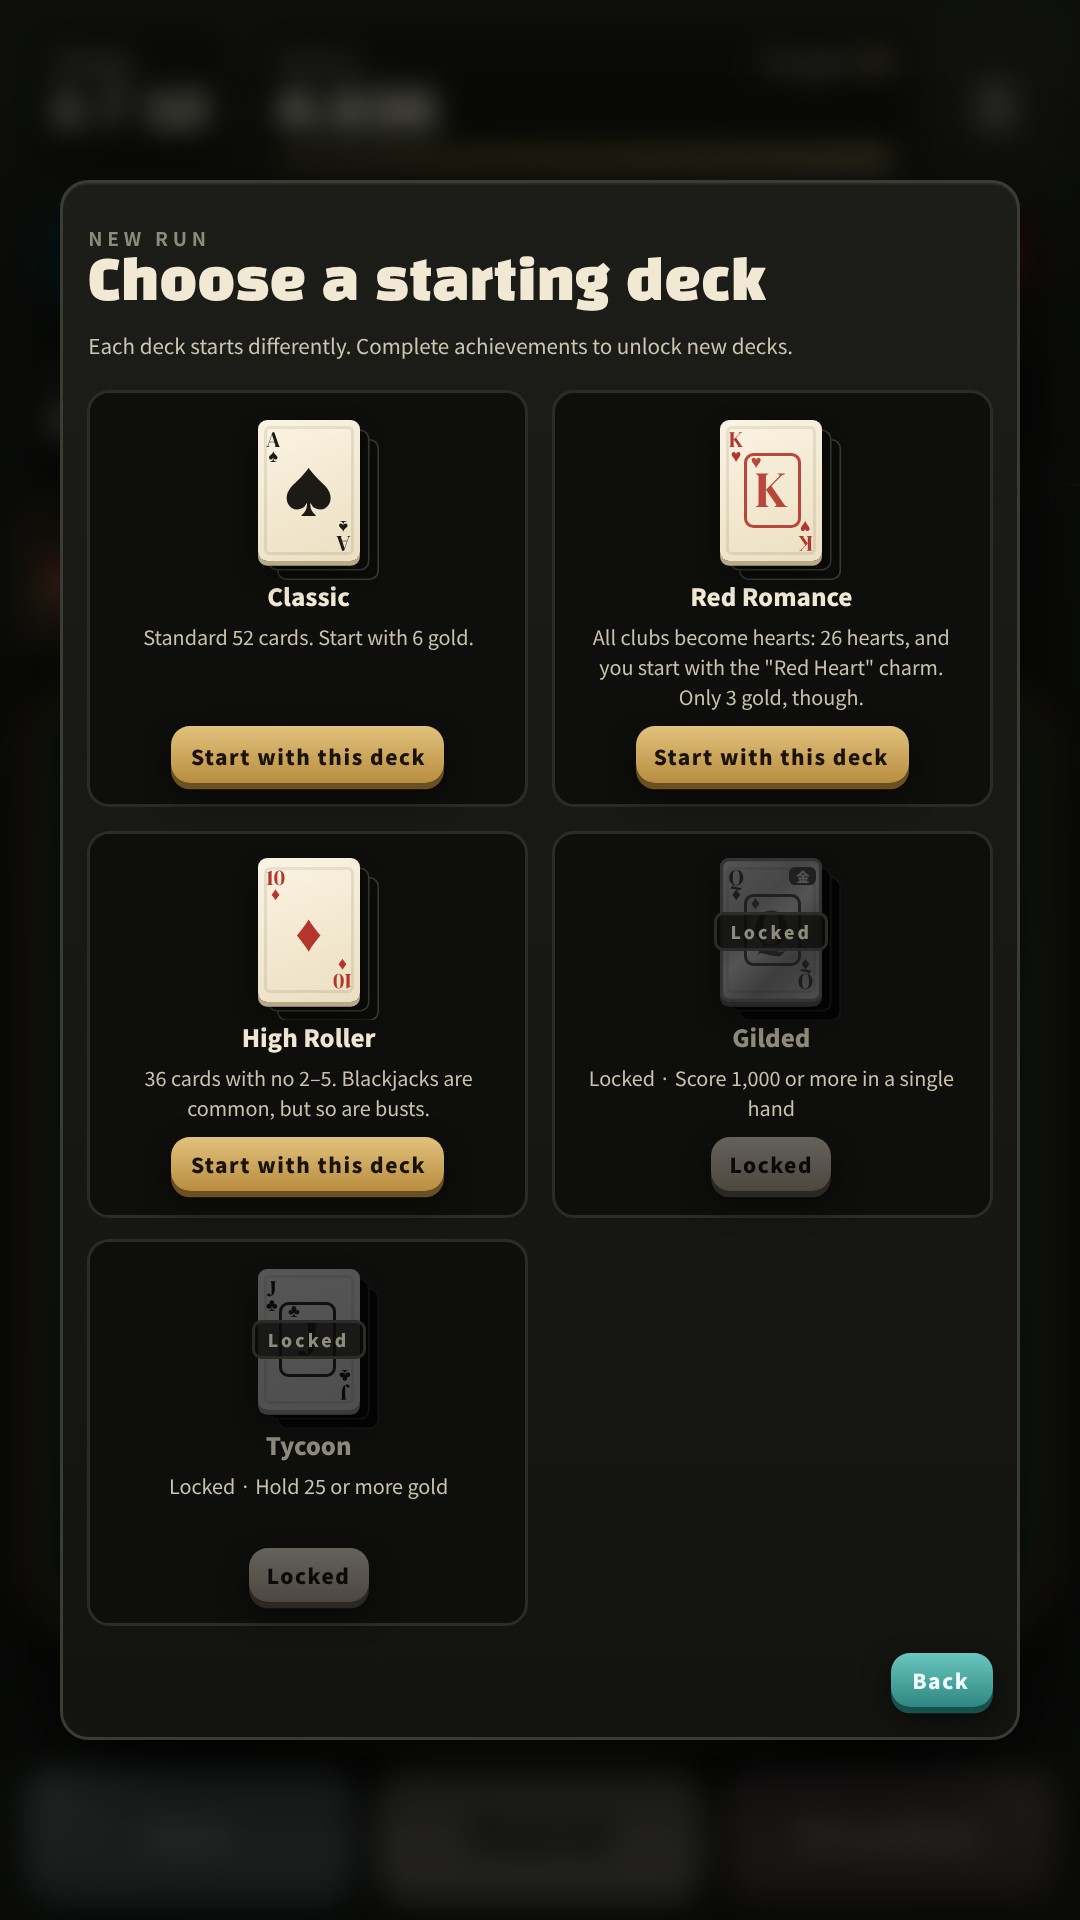 NEW RUN
Choose a starting deck
Each deck starts differently. Complete achievements to unlock new decks.
A
A
Classic
Standard 52 cards. Start with 6 gold.
Start with this deck
K
K
K
Red Romance
All clubs become hearts: 26 hearts, and
you start with the "Red Heart" charm.
Only 3 gold, though.
Start with this deck
10
10
High Roller
36 cards with no 2–5. Blackjacks are
common, but so are busts.
Start with this deck
Q
金
Locked
Q
Gilded
Locked · Score 1,000 or more in a single
hand
Locked
J
Locked
J
Tycoon
Locked · Hold 25 or more gold
Locked
Back